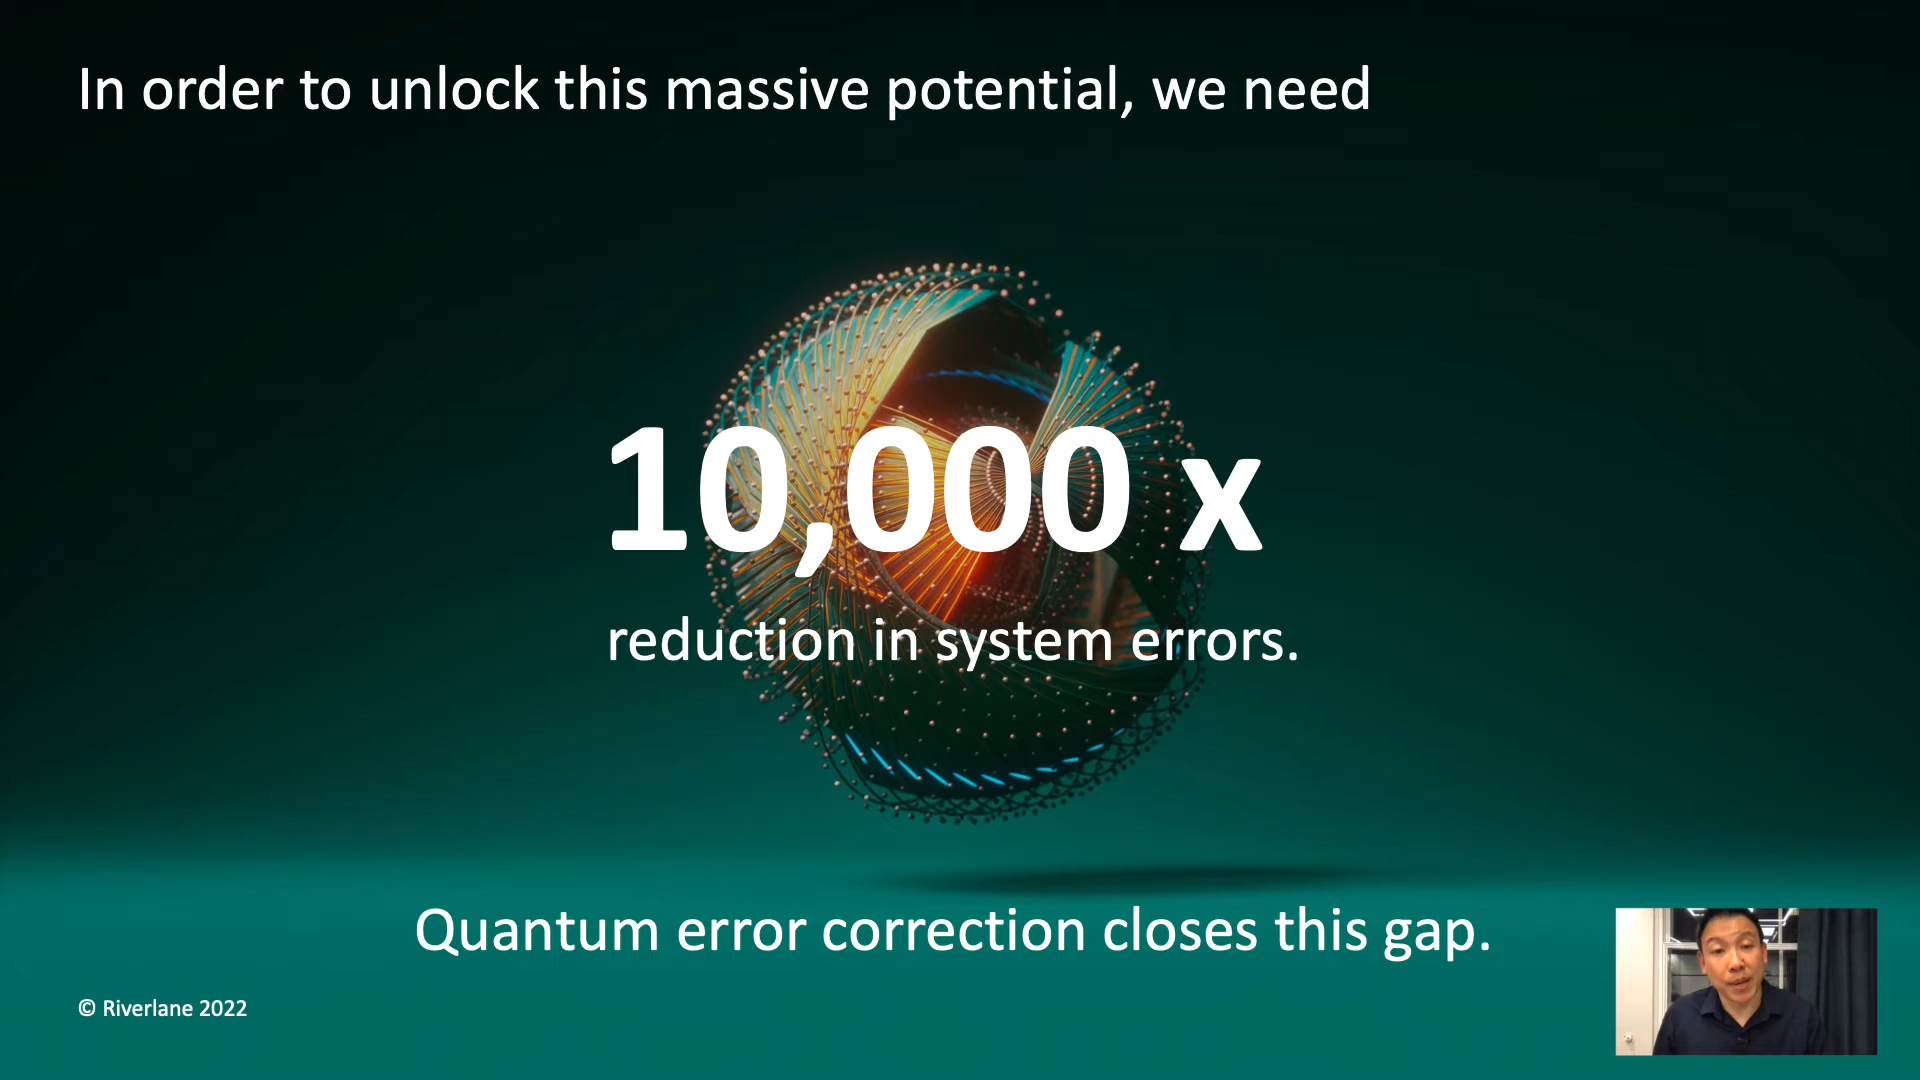 In order to unlock this massive potential, we need
10,000 x
reduction in system errors.
Quantum error correction closes this gap.
© Riverlane 2022